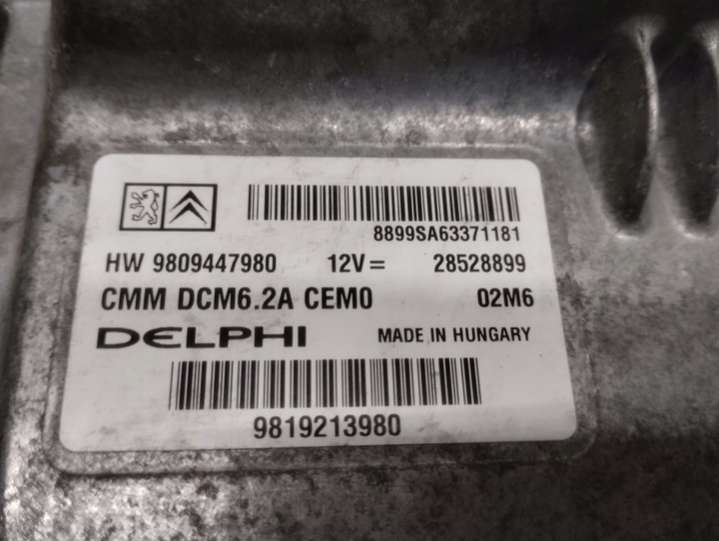 8899SA63371181
HW 9809447980 12V= 28528899
CMM DCM6.2A CEM0 02M6
DELPHI MADE IN HUNGARY
9819213980